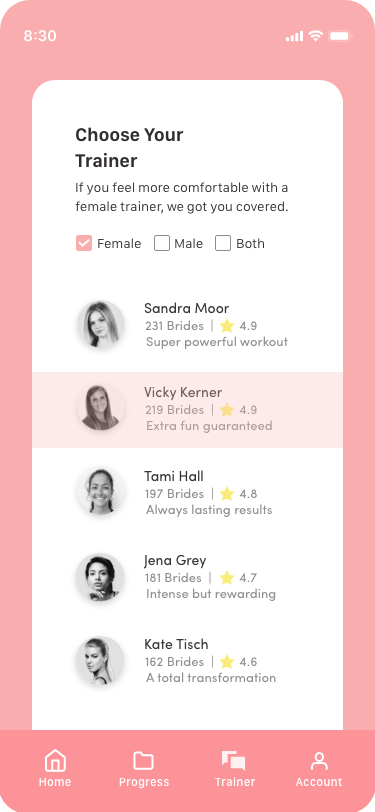 8:30
Choose Your
Trainer
If you feel more comfortable with a
female trainer, we got you covered.
Female Male Both
Sandra Moor
231 Brides | 4.9
Super powerful workout
Vicky Kerner
219 Brides | 4.9
Extra fun guaranteed
Tami Hall
197 Brides | 4.8
Always lasting results
Jena Grey
181 Brides | 4.7
Intense but rewarding
Kate Tisch
162 Brides | 4.6
A total transformation
Home Progress Trainer Account